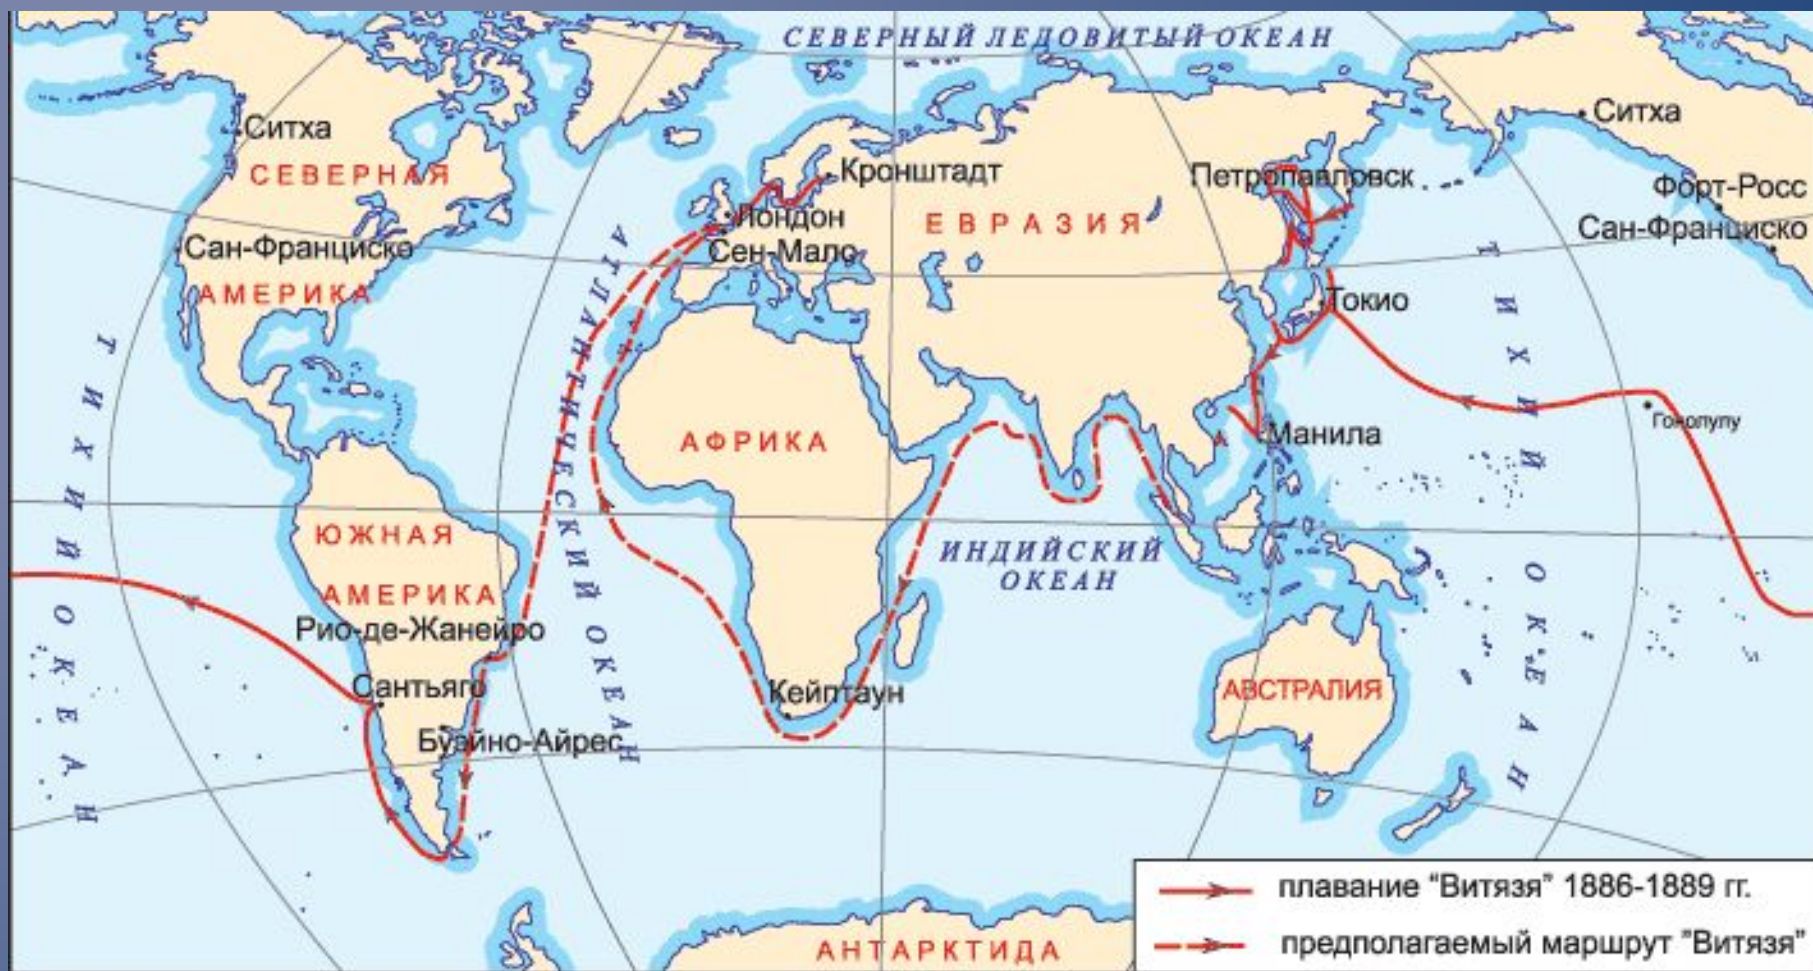 СЕВЕРНЫЙ ЛЕДОВИТЫЙ ОКЕАН
Ситха
Ситха
СЕВЕРНАЯ
Кронштадт
Петропавловск
Форт-Росс
Лондон
ЕВРАЗИЯ
Сан-Франциско
Сан-Франциско
Сен-Мало
АМЕРИКА
Токио
ТИХИЙ ОКЕАН
АТЛАНТИЧЕСКИЙ ОКЕАН
ТИХИЙ ОКЕАН
Гонолулу
АФРИКА
Манила
ЮЖНАЯ
ИНДИЙСКИЙ
ОКЕАН
АМЕРИКА
Рио-де-Жанейро
Сантьяго
Кейптаун
АВСТРАЛИЯ
Буэйно-Айрес
плавание "Витязя" 1886-1889 гг.
предполагаемый маршрут "Витязя"
АНТАРКТИДА